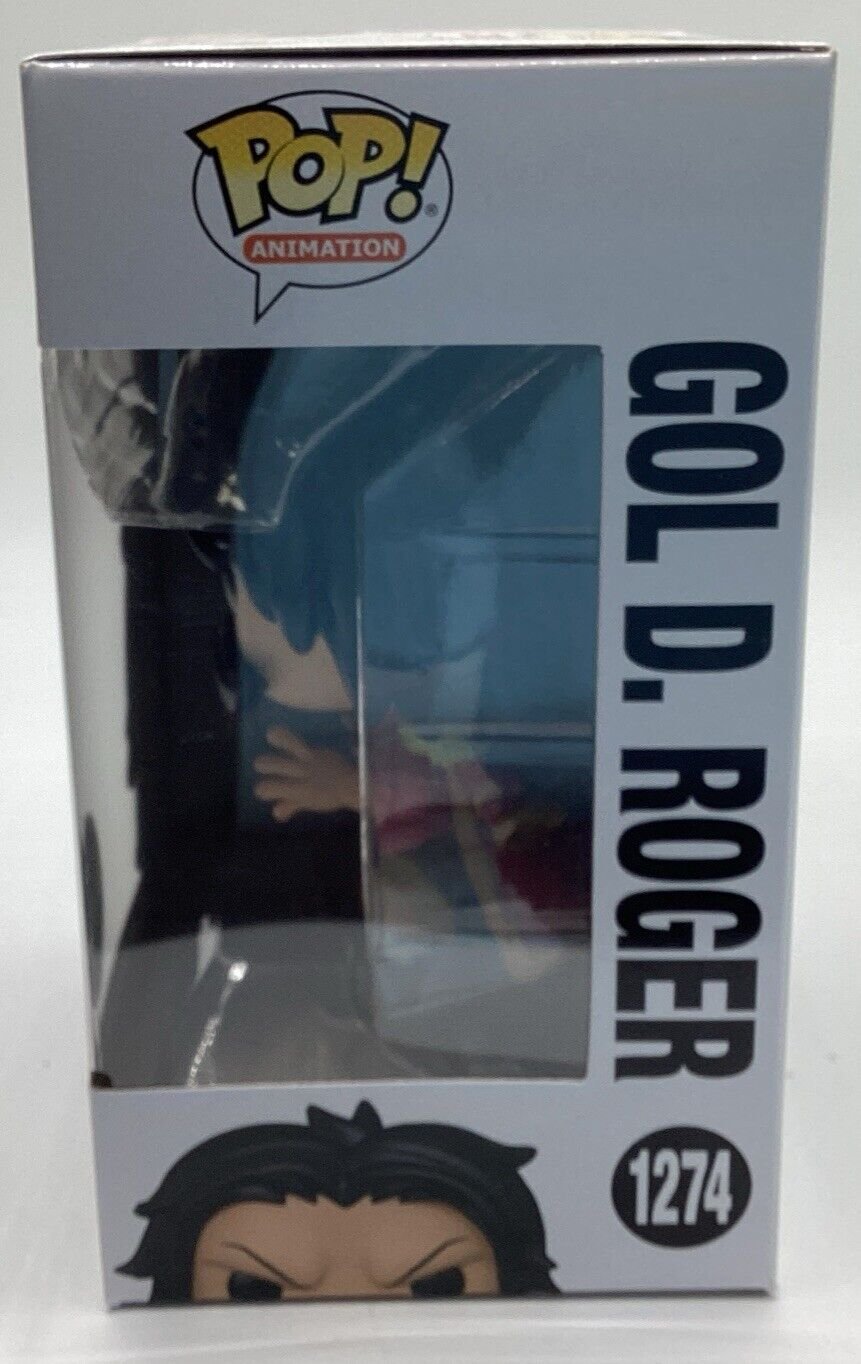 POP!
®
ANIMATION
GOL D. ROGER
1274